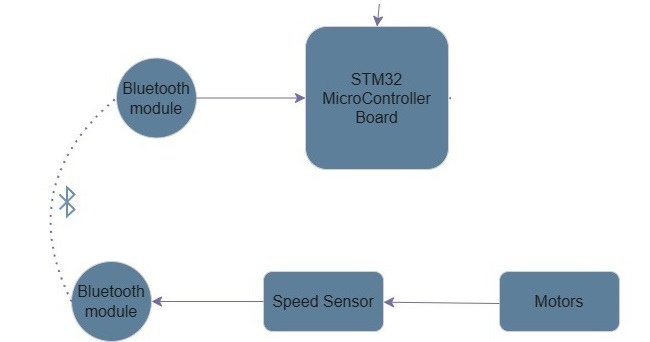 Bluetooth
module
STM32
MicroController
Board
Bluetooth
module
Speed Sensor
Motors